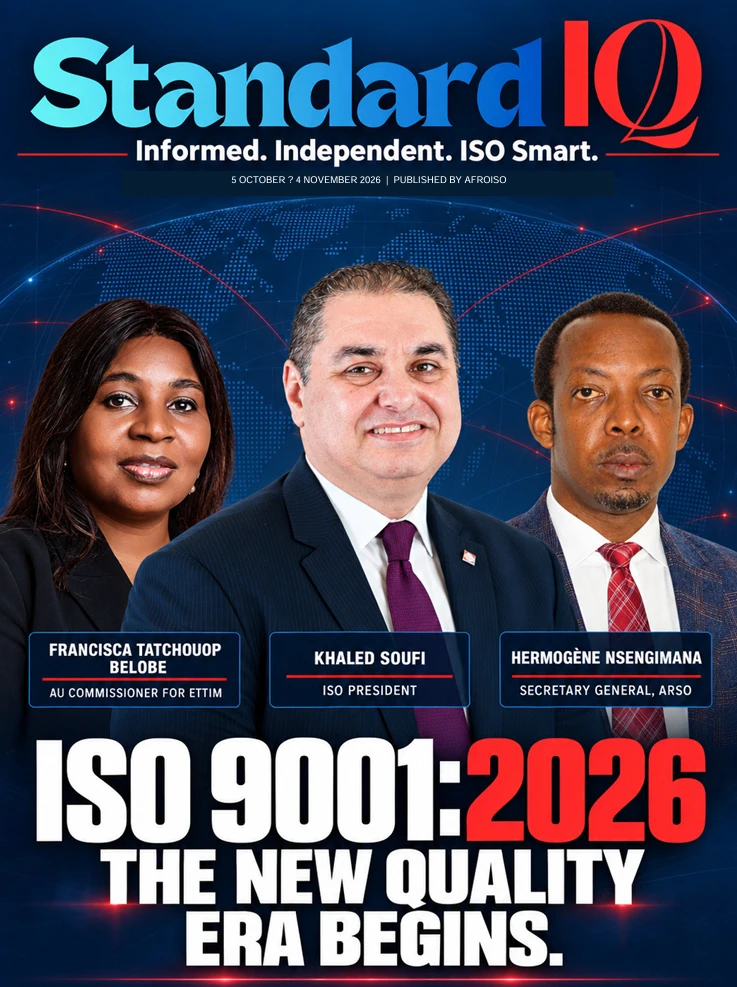 Standard IQ
Informed. Independent. ISO Smart.
5 OCTOBER ? 4 NOVEMBER 2026 | PUBLISHED BY AFROISO
FRANCISCA TATCHOUOP
BELOBE
AU COMMISSIONER FOR ETTIM
KHALED SOUFI
ISO PRESIDENT
HERMOGÈNE NSENGIMANA
SECRETARY GENERAL, ARSO
ISO 9001:2026
THE NEW QUALITY
ERA BEGINS.